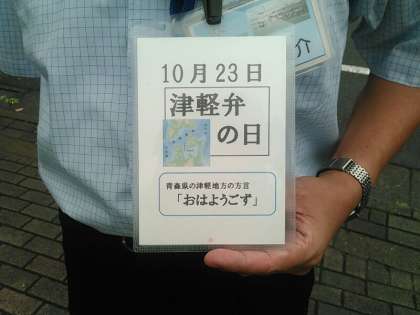 10月23日
津軽弁
の日
青森県の津軽地方の方言
「おはようごず」